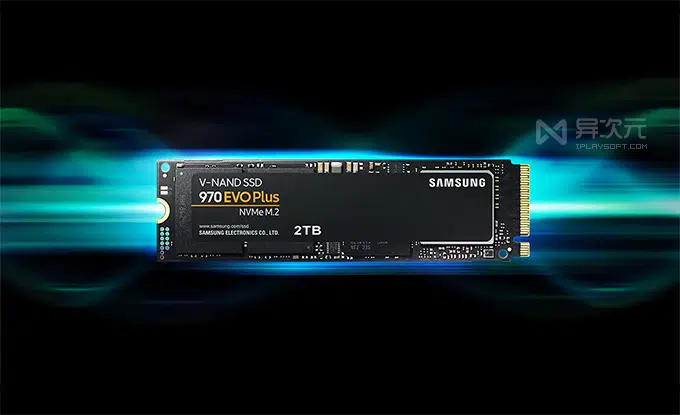 V-NAND SSD
970 EVO Plus
NVMe M.2
www.samsung.com/ssd
SAMSUNG ELECTRONICS CO., LTD.
2TB
SAMSUNG
异次元
IPLAYSOFT.COM